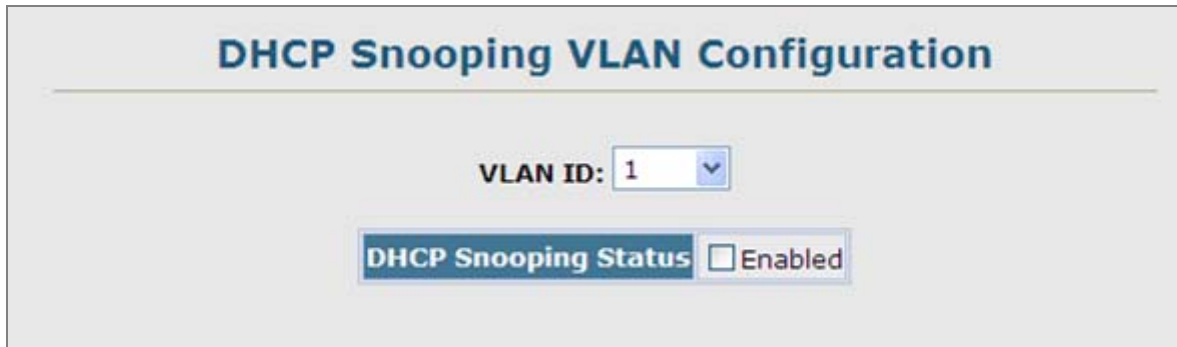 DHCP Snooping VLAN Configuration
VLAN ID: 1
DHCP Snooping Status Enabled